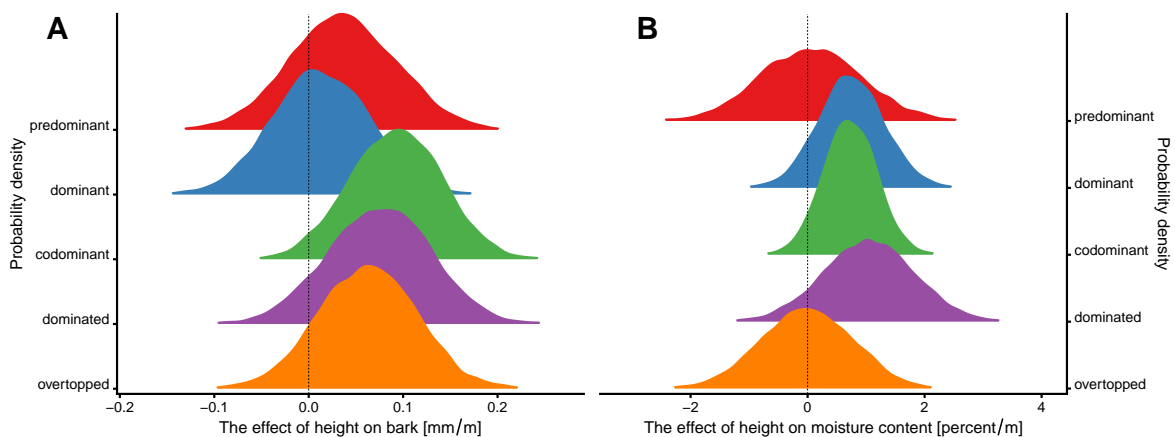 A
B
Probability density
predominant
dominant
codominant
dominated
overtopped
−0.2
−0.1
0.0
0.1
0.2
The effect of height on bark [mm/m]
predominant
dominant
codominant
dominated
overtopped
Probability density
−2
0
2
4
The effect of height on moisture content [percent/m]